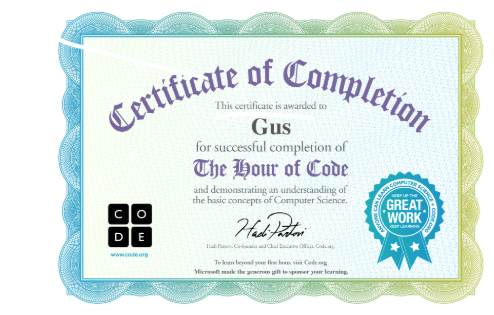 Certificate of Completion
This certificate is awarded to
Gus
for successful completion of
The Hour of Code
and demonstrating an understanding of
the basic concepts of Computer Science.
Hadi Partovi
Hadi Partovi, Co-founder and Chief Executive Officer, Code.org
To learn beyond your first hour, visit Code.org
Microsoft made the generous gift to sponsor your learning.
C O
D E
www.code.org
ANYBODY CAN LEARN COMPUTER SCIENCE
KEEP UP THE
GREAT
WORK
KEEP LEARNING